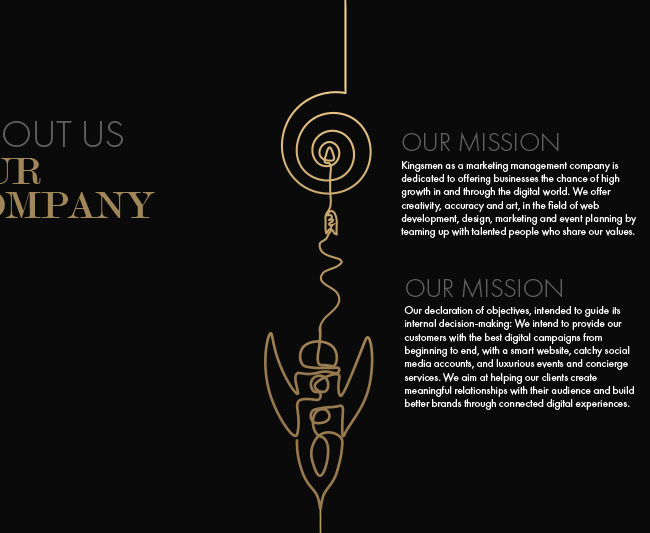 OUT US
UR
OMPANY
OUR MISSION
Kingsmen as a marketing management company is
dedicated to offering businesses the chance of high
growth in and through the digital world. We offer
creativity, accuracy and art, in the field of web
development, design, marketing and event planning by
teaming up with talented people who share our values.
OUR MISSION
Our declaration of objectives, intended to guide its
internal decision-making: We intend to provide our
customers with the best digital campaigns from
beginning to end, with a smart website, catchy social
media accounts, and luxurious events and concierge
services. We aim at helping our clients create
meaningful relationships with their audience and build
better brands through connected digital experiences.